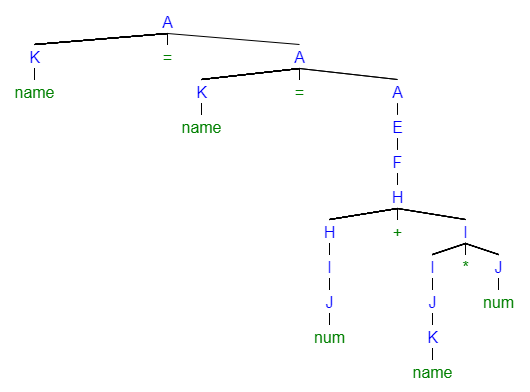 A
K = A
name K = A
name E
F
H
H + I
I I * J
J J num
num K
name